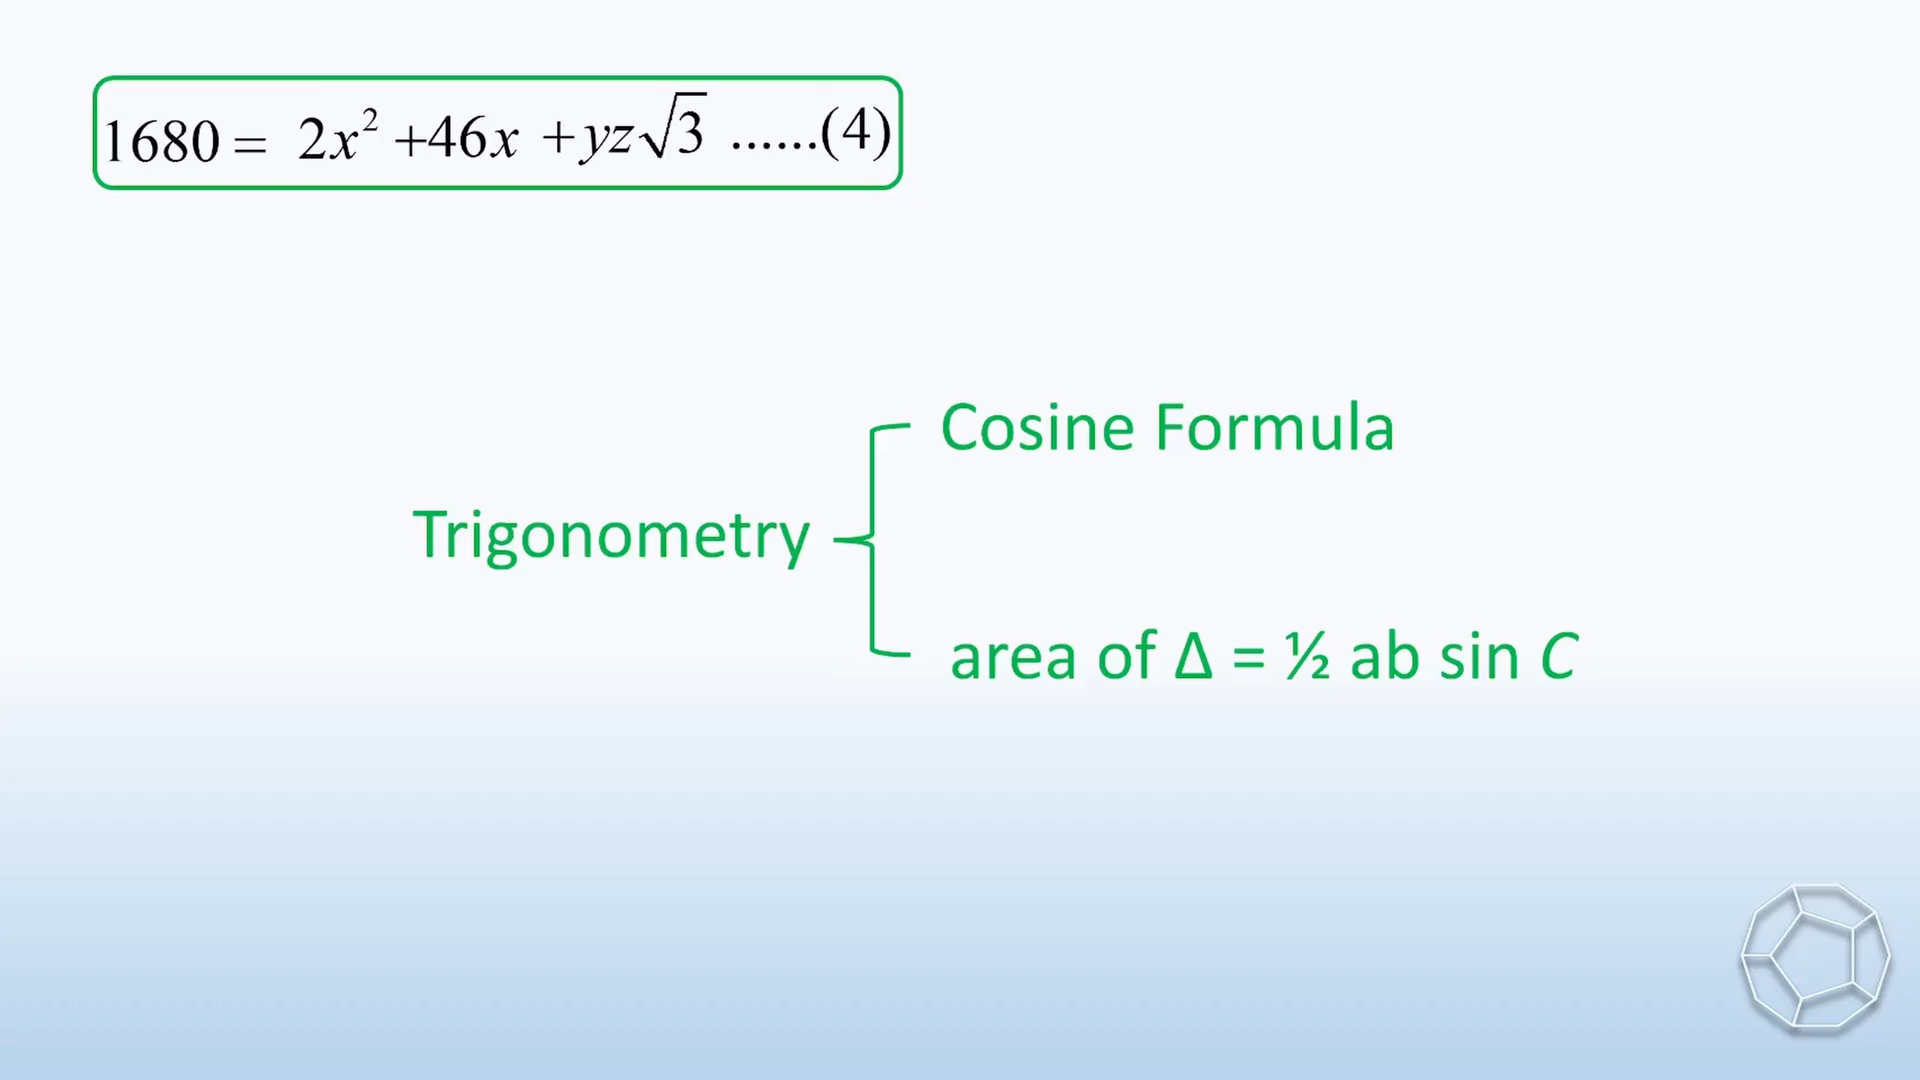 1680 = 2x² +46x +yz√3 ......(4)
Cosine Formula
Trigonometry
area of Δ = ½ ab sin C